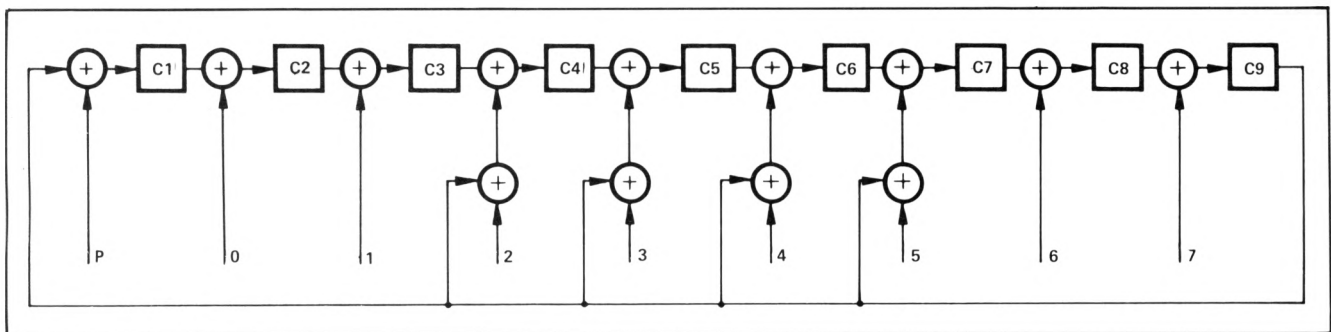 + C1 + C2 + C3 + C4 + C5 + C6 + C7 + C8 + C9
+ + + +
P 0 1 2 3 4 5 6 7